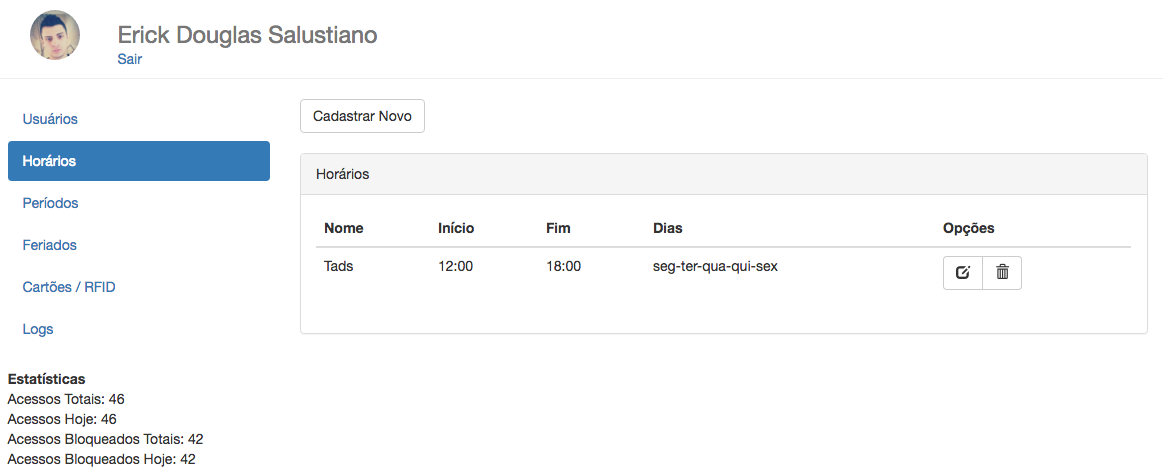 Erick Douglas Salustiano
Sair
Usuários
Horários
Períodos
Feriados
Cartões / RFID
Logs
Estatísticas
Acessos Totais: 46
Acessos Hoje: 46
Acessos Bloqueados Totais: 42
Acessos Bloqueados Hoje: 42
Cadastrar Novo
Horários
Nome Início Fim Dias Opções
Tads 12:00 18:00 seg-ter-qua-qui-sex